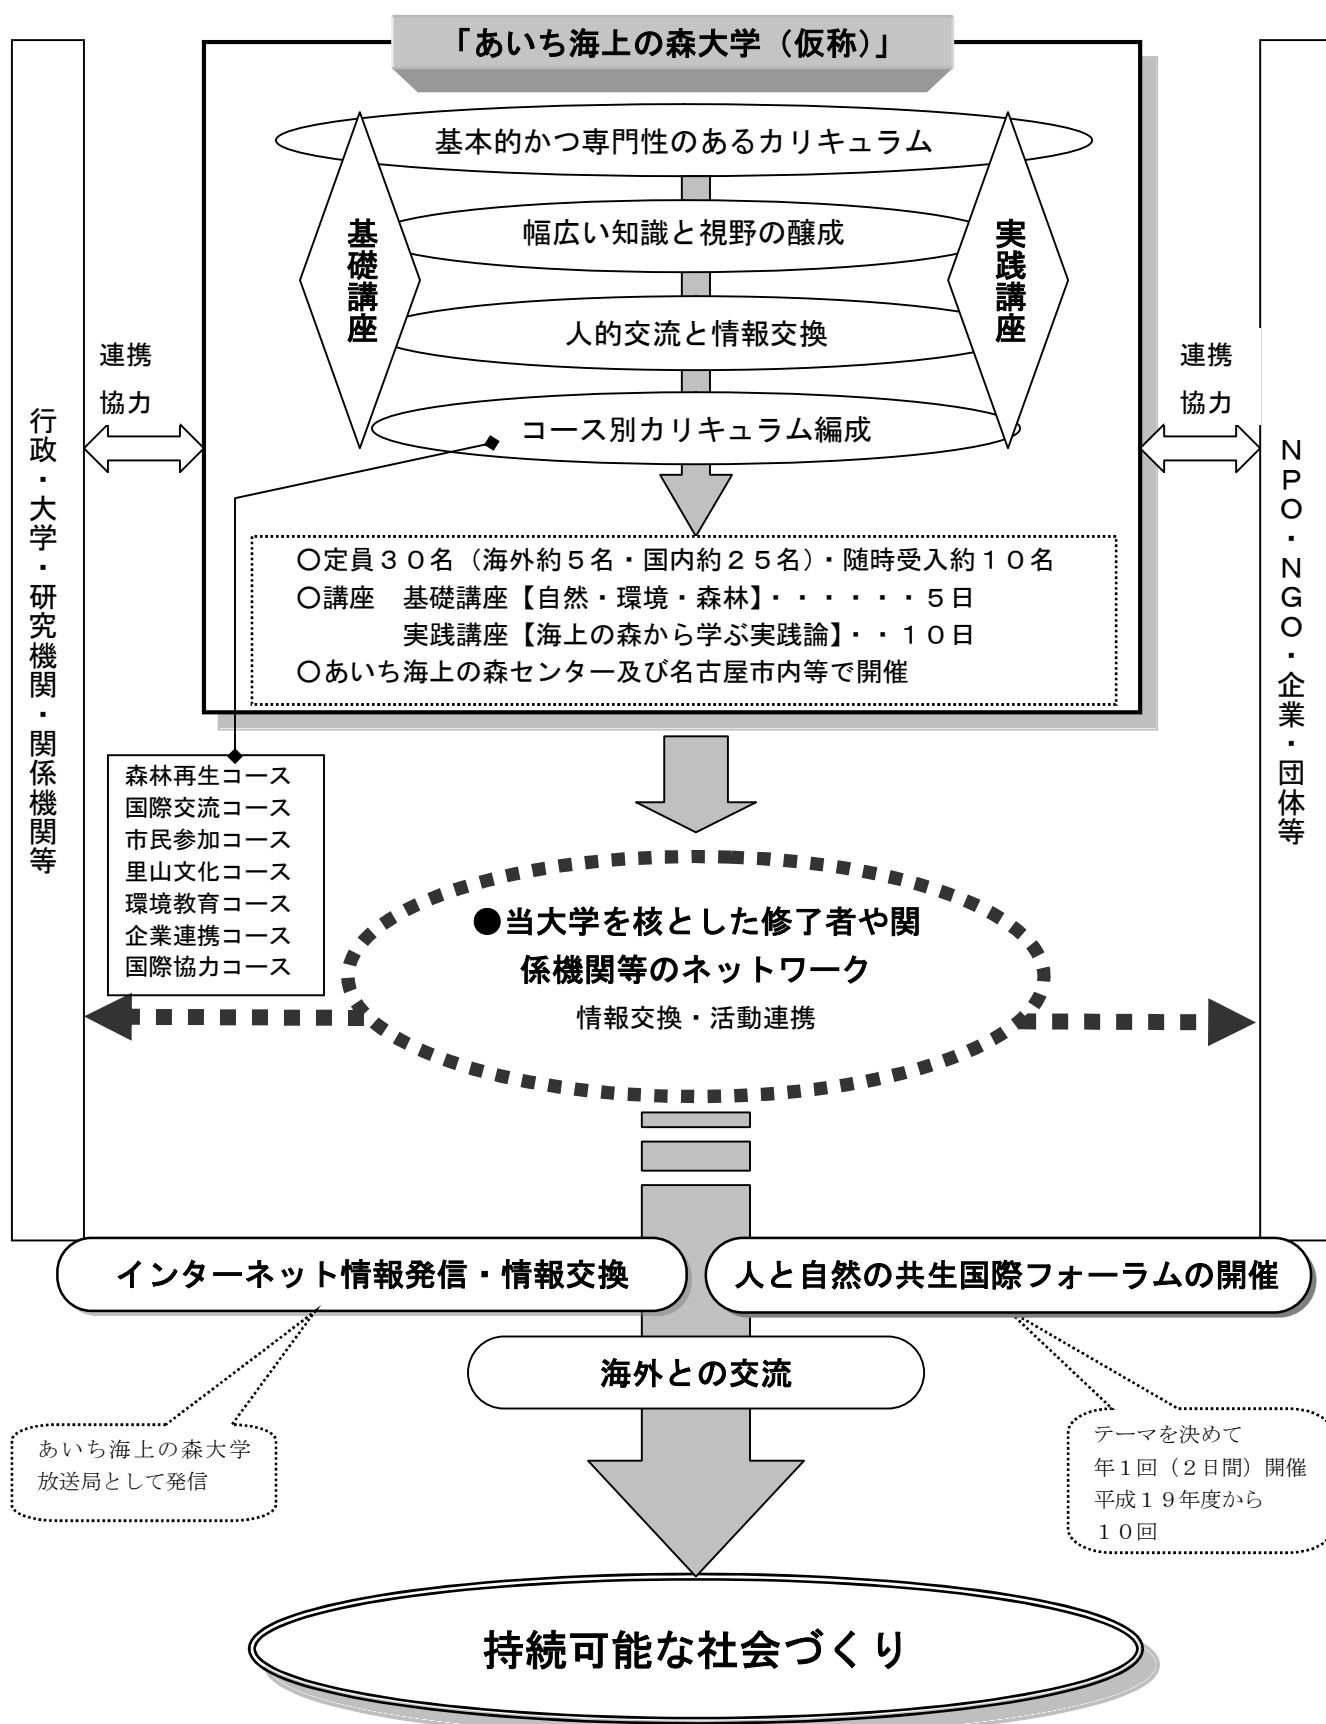 「あいち海上の森大学（仮称）」
基本的かつ専門性のあるカリキュラム
幅広い知識と視野の醸成
人的交流と情報交換
コース別カリキュラム編成
基礎講座
実践講座
連携
協力
連携
協力
行政・大学・研究機関・関係機関等
ＮＰＯ・ＮＧＯ・企業・団体等
○定員３０名（海外約５名・国内約２５名）・随時受入約１０名
○講座　基礎講座【自然・環境・森林】・・・・・・５日
実践講座【海上の森から学ぶ実践論】・・１０日
○あいち海上の森センター及び名古屋市内等で開催
森林再生コース
国際交流コース
市民参加コース
里山文化コース
環境教育コース
企業連携コース
国際協力コース
●当大学を核とした修了者や関
係機関等のネットワーク
情報交換・活動連携
インターネット情報発信・情報交換
人と自然の共生国際フォーラムの開催
海外との交流
あいち海上の森大学
放送局として発信
テーマを決めて
年１回（２日間）開催
平成１９年度から
１０回
持続可能な社会づくり